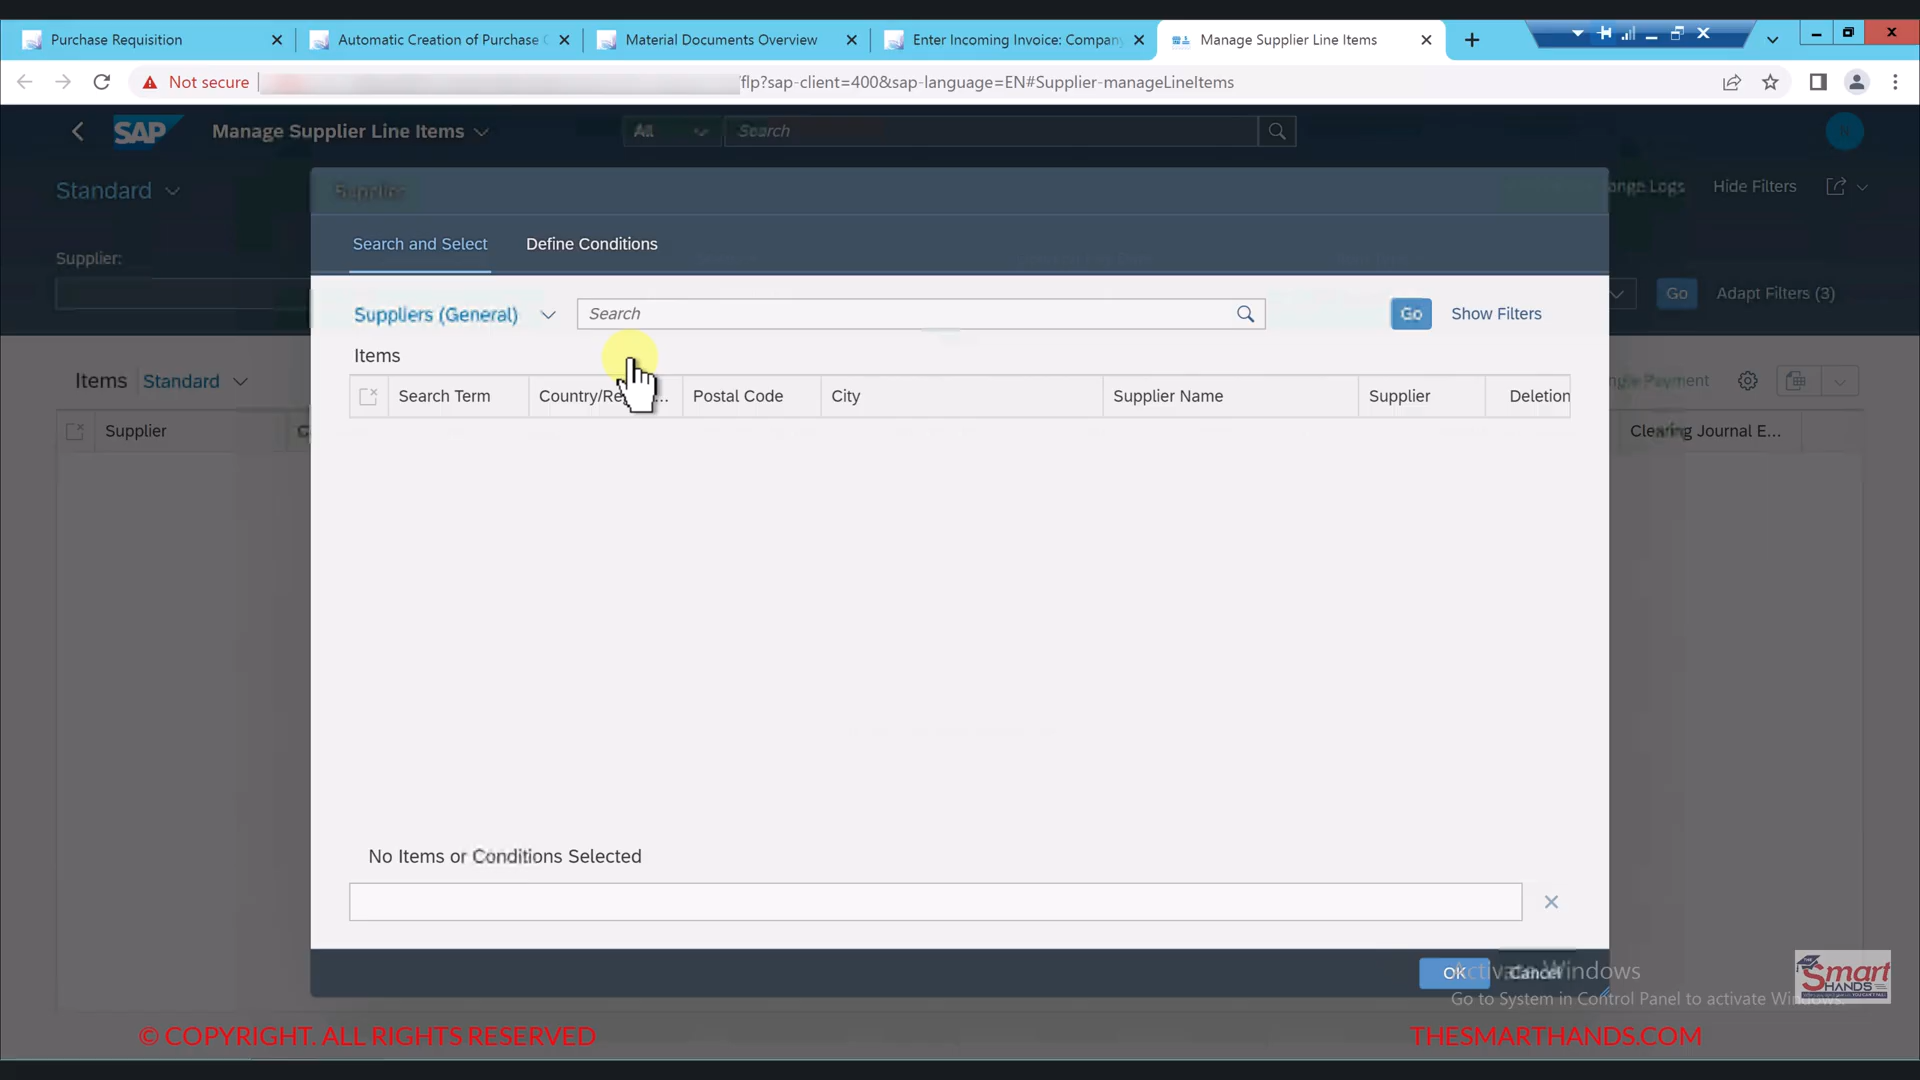 Purchase Requisition
Automatic Creation of Purchase
Material Documents Overview
Enter Incoming Invoice: Company
Manage Supplier Line Items
Not secure
/flp?sap-client=400&sap-language=EN#Supplier-manageLineItems
SAP
Manage Supplier Line Items
All
Search
Standard
Supplier
Hide Filters
Search and Select
Define Conditions
Supplier:
Suppliers (General)
Search
Go
Show Filters
Go
Adapt Filters (3)
Items
Items
Standard
Payment
Search Term
Postal Code
City
Supplier Name
Supplier
Deletion
Supplier
Clearing Journal E...
No Items or Conditions Selected
OK
Cancel
Activate Windows
Go to System in Control Panel to activate Windows.
The
Smart
HANDS
© COPYRIGHT. ALL RIGHTS RESERVED
THESMARTHANDS.COM